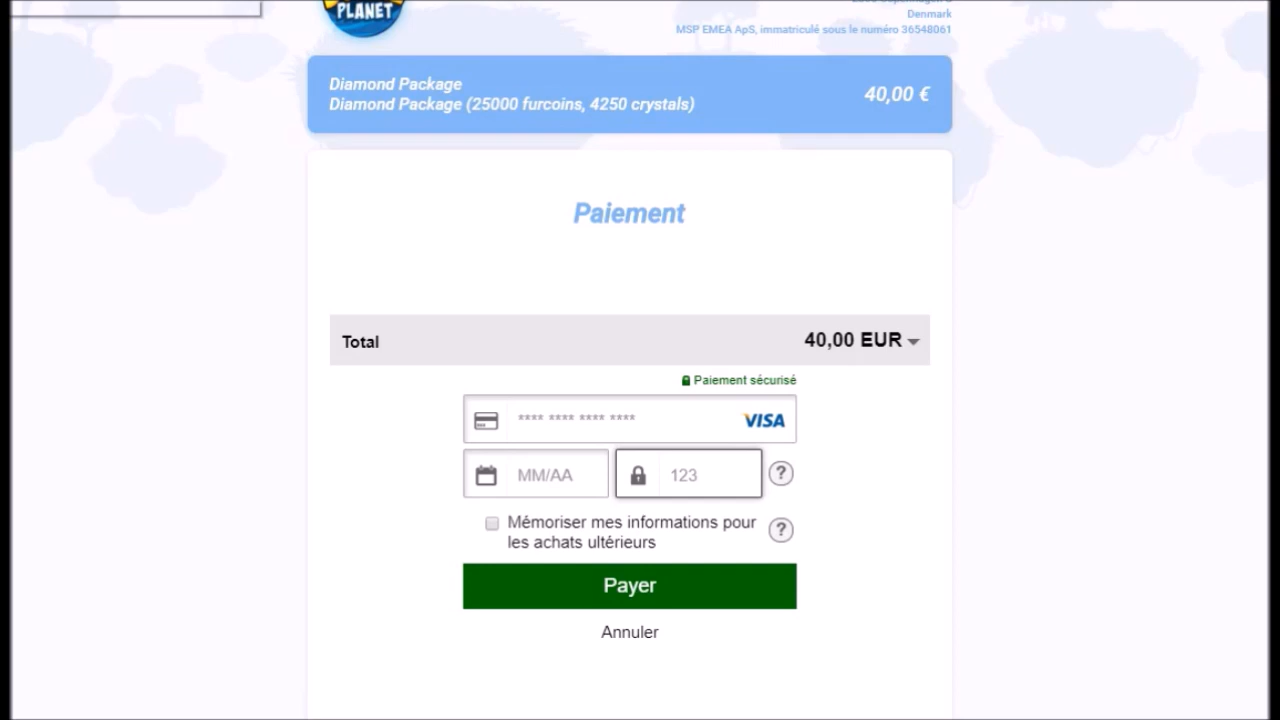 PLANET
Denmark
MSP EMEA ApS, immatriculé sous le numéro 36548061
Diamond Package
Diamond Package (25000 furcoins, 4250 crystals)
40,00 €
Paiement
Total
40,00 EUR
Paiement sécurisé
**** **** **** ****
VISA
MM/AA
123
?
Mémoriser mes informations pour
les achats ultérieurs
?
Payer
Annuler